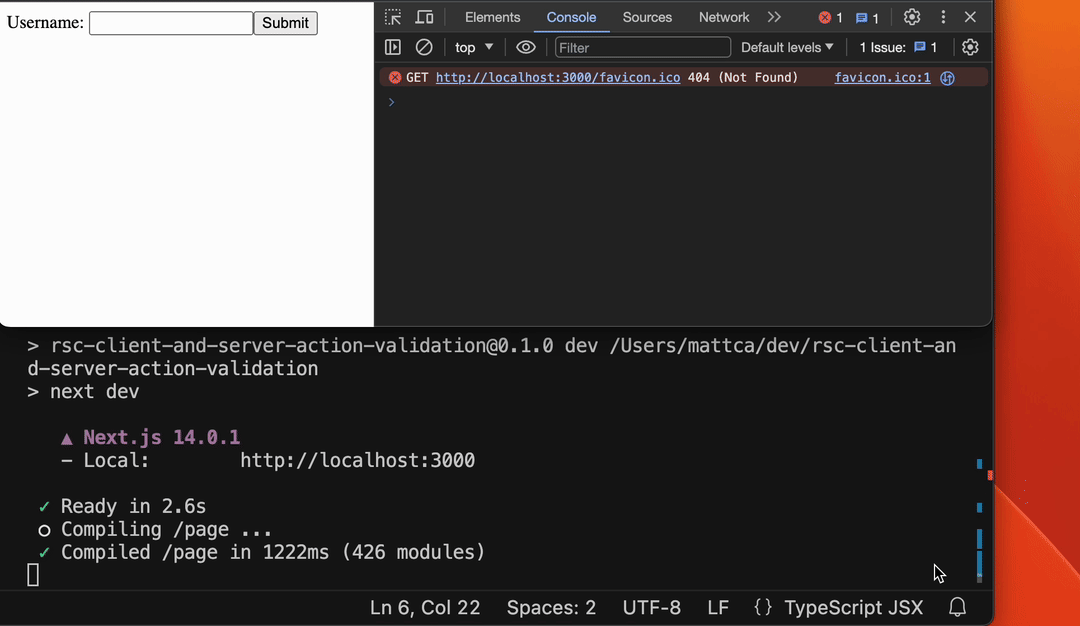 Username: Submit
Elements Console Sources Network 1 1
top Filter Default levels 1 Issue: 1
GET http://localhost:3000/favicon.ico 404 (Not Found) favicon.ico:1
>
> rsc-client-and-server-action-validation@0.1.0 dev /Users/mattca/dev/rsc-client-an
d-server-action-validation
> next dev
▲ Next.js 14.0.1
- Local: http://localhost:3000
✓ Ready in 2.6s
○ Compiling /page ...
✓ Compiled /page in 1222ms (426 modules)
Ln 6, Col 22 Spaces: 2 UTF-8 LF {} TypeScript JSX